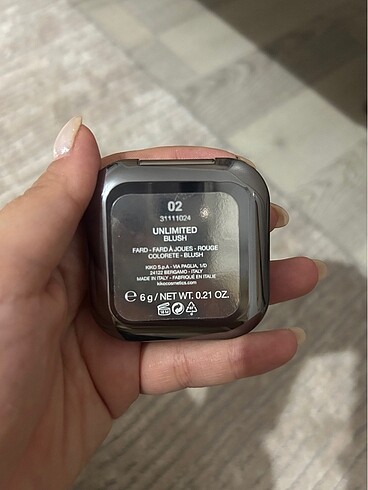 02
31111024
UNLIMITED
BLUSH
FARD - FARD À JOUES - ROUGE
COLORETE - BLUSH
KIKO S.p.A - VIA PAGLIA, 1/D
24122 BERGAMO - ITALY
MADE IN ITALY - FABRIQUÉ EN ITALIE
kikocosmetics.com
℮ 6 g / NET WT. 0.21 OZ.